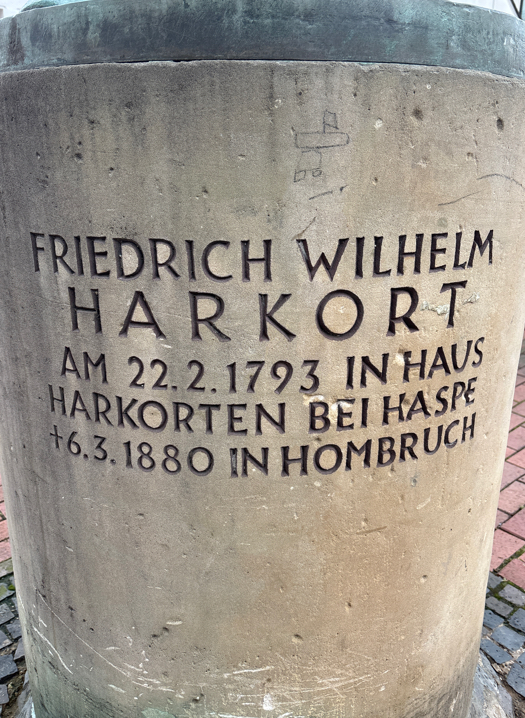 FRIEDRICH WILHELM
HARKORT
AM 22.2.1793 IN HAUS
HARKORTEN BEI HASPE
+6.3.1880 IN HOMBRUCH